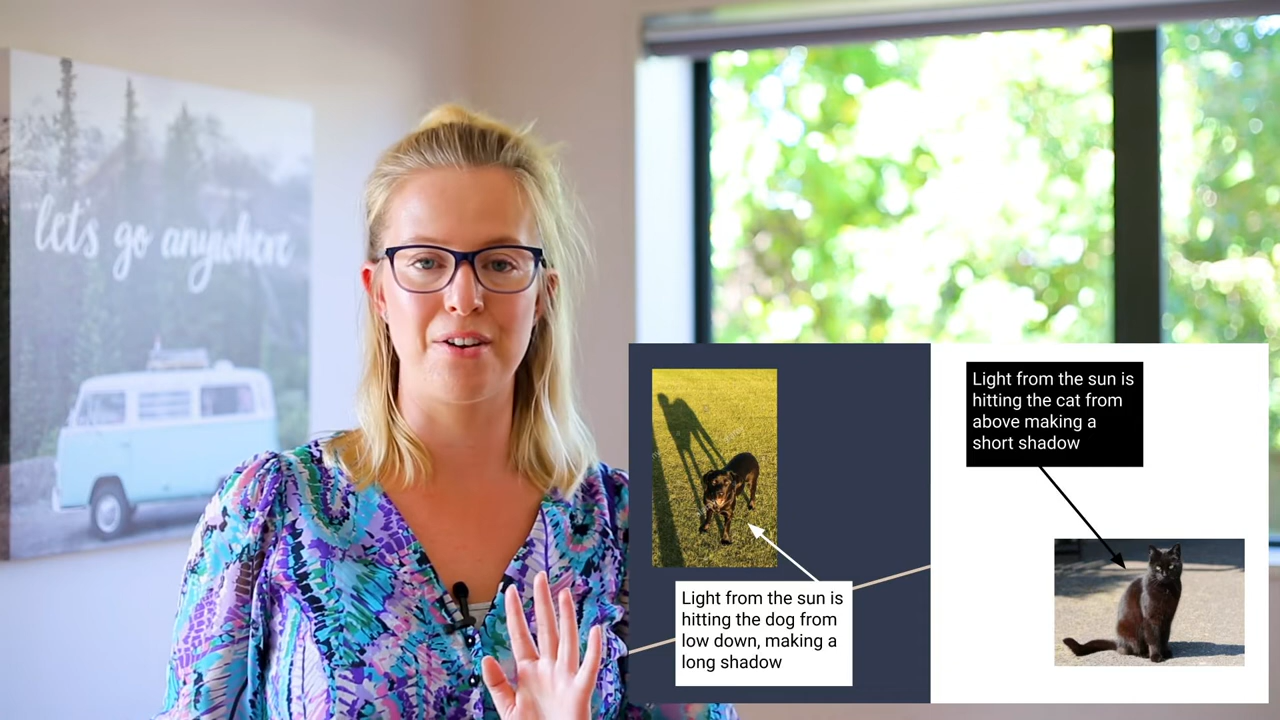 let's go anywhere
Light from the sun is
hitting the dog from
low down, making a
long shadow
Light from the sun is
hitting the cat from
above making a
short shadow